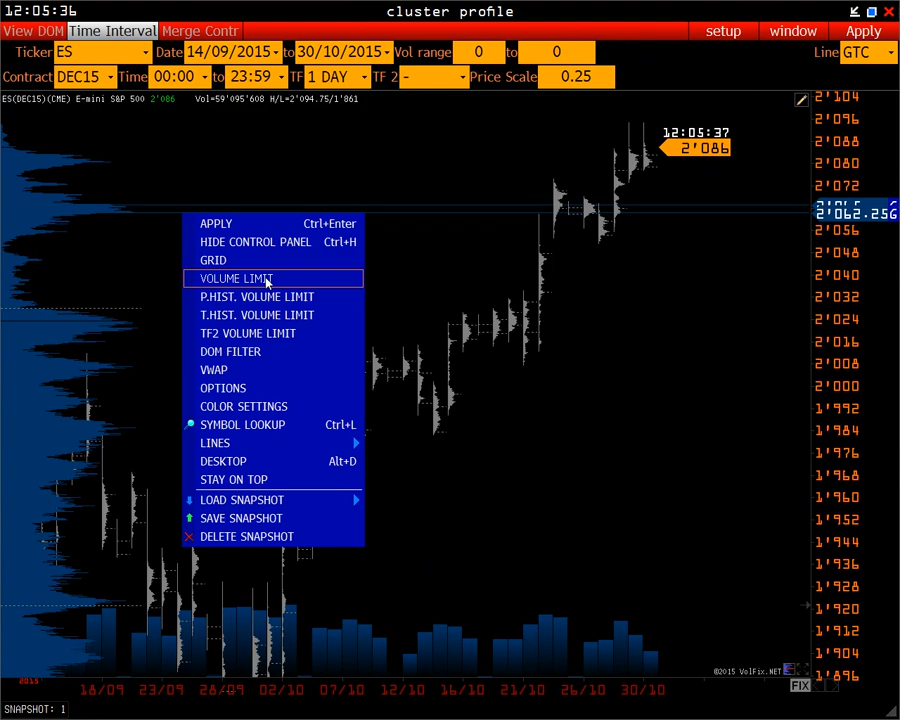 12:05:36
cluster profile
View DOM Time Interval Merge Contr setup window Apply
Ticker ES Date 14/09/2015 to 30/10/2015 Vol range 0 to 0 Line GTC
Contract DEC15 Time 00:00 to 23:59 TF 1 DAY TF 2 - Price Scale 0.25
ES(DEC15)(CME) E-mini S&P 500 2'086 Vol=59'095'608 H/L=2'094.75/1'861
2'104
2'096
12:05:37
2'088
2'086
2'080
2'072
2'062.25G
2'056
2'048
2'040
2'032
2'024
2'016
2'008
2'000
1'992
1'984
1'976
1'968
1'960
1'952
1'944
1'936
1'928
1'920
1'912
1'904
1'896
APPLY Ctrl+Enter
HIDE CONTROL PANEL Ctrl+H
GRID
VOLUME LIMIT
P.HIST. VOLUME LIMIT
T.HIST. VOLUME LIMIT
TF2 VOLUME LIMIT
DOM FILTER
VWAP
OPTIONS
COLOR SETTINGS
SYMBOL LOOKUP Ctrl+L
LINES
DESKTOP Alt+D
STAY ON TOP
LOAD SNAPSHOT
SAVE SNAPSHOT
DELETE SNAPSHOT
©2015 VolFix.NET
2015 18/09 23/09 28/09 02/10 07/10 12/10 16/10 21/10 26/10 30/10 FIX
SNAPSHOT: 1